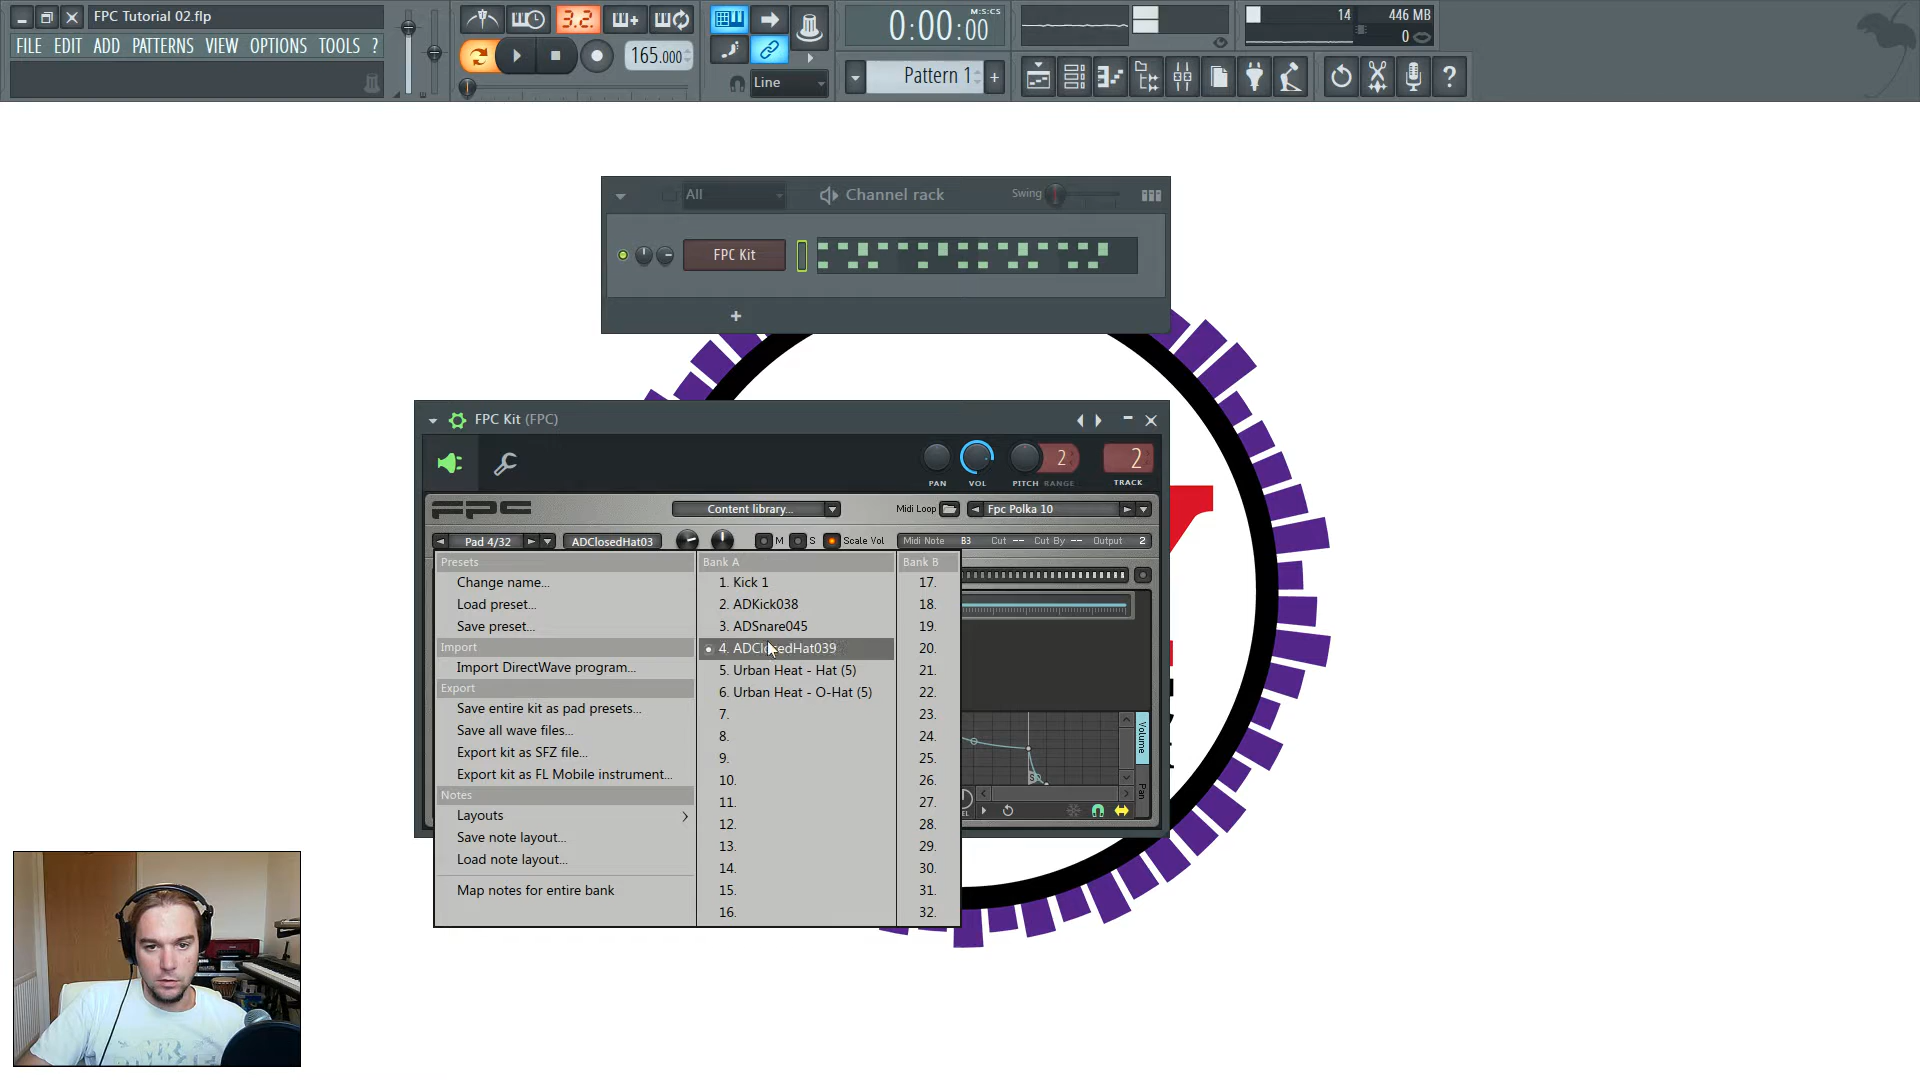 FPC Tutorial 02.flp
FILE EDIT ADD PATTERNS VIEW OPTIONS TOOLS ?
3.2.
165.000
Line
0:00:00
M:S:CS
Pattern 1
14
446 MB
0
All
Channel rack
Swing
FPC Kit
FPC Kit (FPC)
2
2
PAN
VOL
PITCH RANGE
TRACK
FPC
Content library...
Midi Loop
Fpc Polka 10
Pad 4/32
ADClosedHat03
M
S
Scale Vol
Midi Note B3 Cut -- Cut By -- Output 2
Presets
Change name...
Load preset...
Save preset...
Import
Import DirectWave program...
Export
Save entire kit as pad presets...
Save all wave files...
Export kit as SFZ file...
Export kit as FL Mobile instrument...
Notes
Layouts
Save note layout...
Load note layout...
Map notes for entire bank
Bank A
1. Kick 1
2. ADKick038
3. ADSnare045
4. ADClosedHat039
5. Urban Heat - Hat (5)
6. Urban Heat - O-Hat (5)
7.
8.
9.
10.
11.
12.
13.
14.
15.
16.
Bank B
17.
18.
19.
20.
21.
22.
23.
24.
25.
26.
27.
28.
29.
30.
31.
32.
Volume
Pan